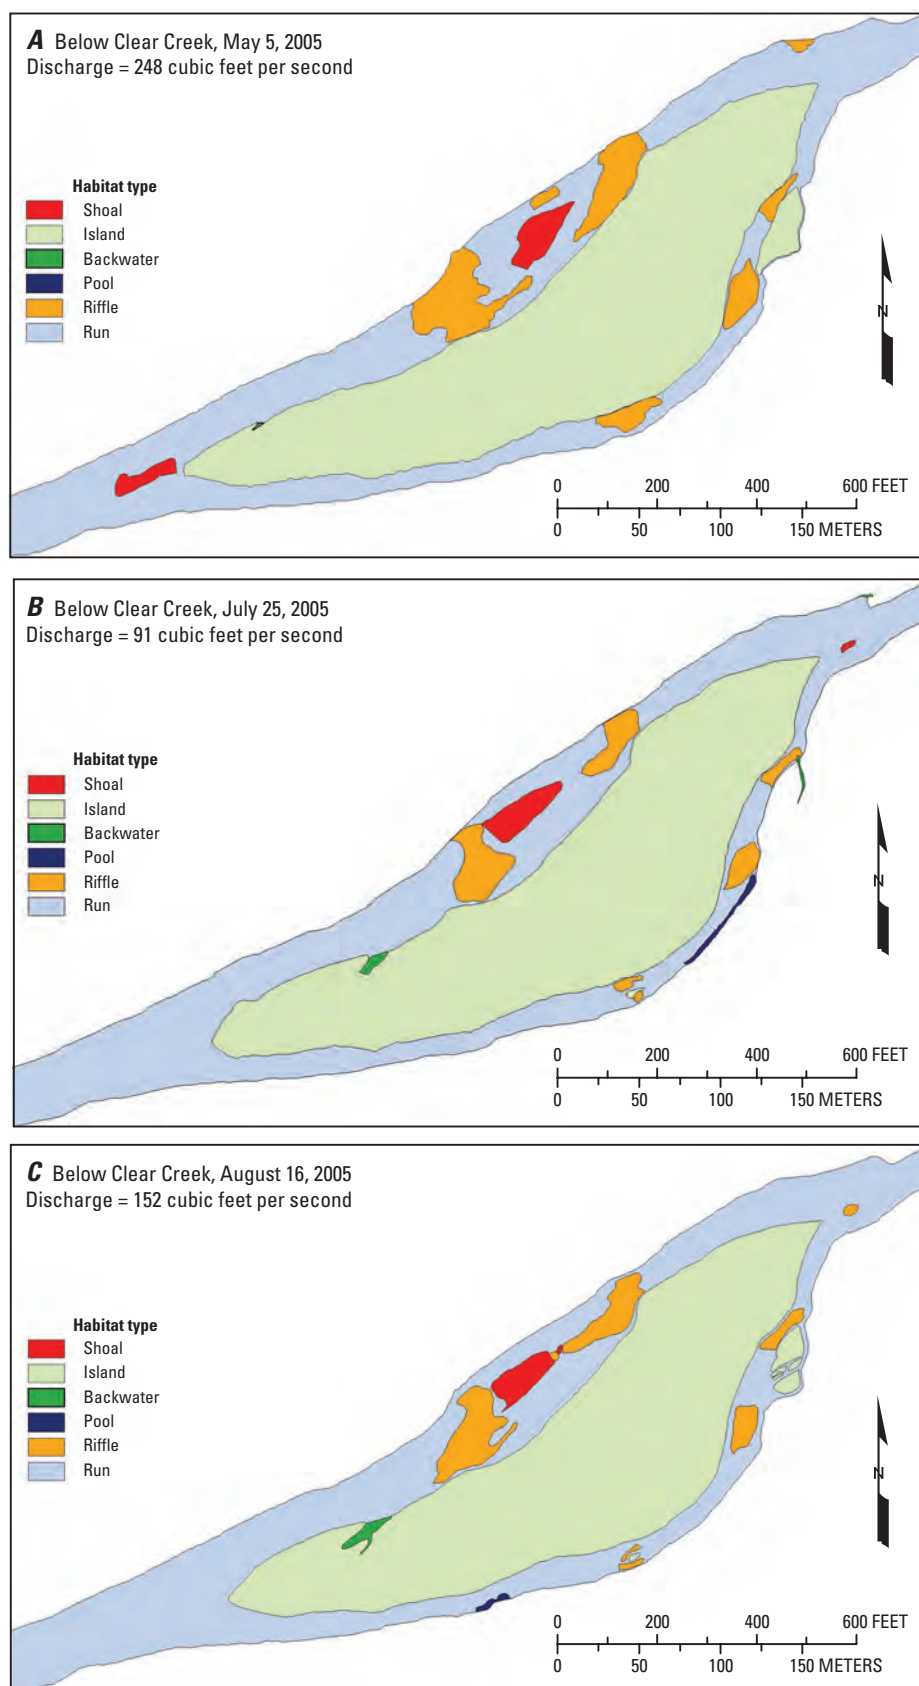 A Below Clear Creek, May 5, 2005
Discharge = 248 cubic feet per second
Habitat type
Shoal
Island
Backwater
Pool
Riffle
Run
N
0 200 400 600 FEET
0 50 100 150 METERS
B Below Clear Creek, July 25, 2005
Discharge = 91 cubic feet per second
Habitat type
Shoal
Island
Backwater
Pool
Riffle
Run
N
0 200 400 600 FEET
0 50 100 150 METERS
C Below Clear Creek, August 16, 2005
Discharge = 152 cubic feet per second
Habitat type
Shoal
Island
Backwater
Pool
Riffle
Run
N
0 200 400 600 FEET
0 50 100 150 METERS